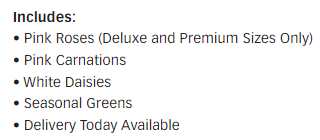 Includes:
• Pink Roses (Deluxe and Premium Sizes Only)
• Pink Carnations
• White Daisies
• Seasonal Greens
• Delivery Today Available